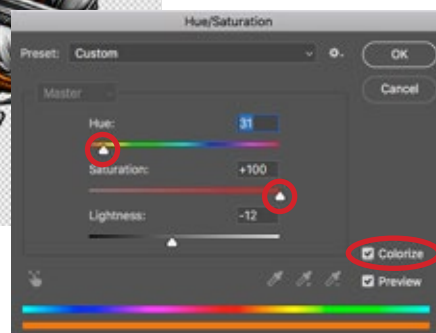 Hue/Saturation
Preset: Custom
OK
Master
Cancel
Hue: 31
Saturation: +100
Lightness: -12
Colorize
Preview